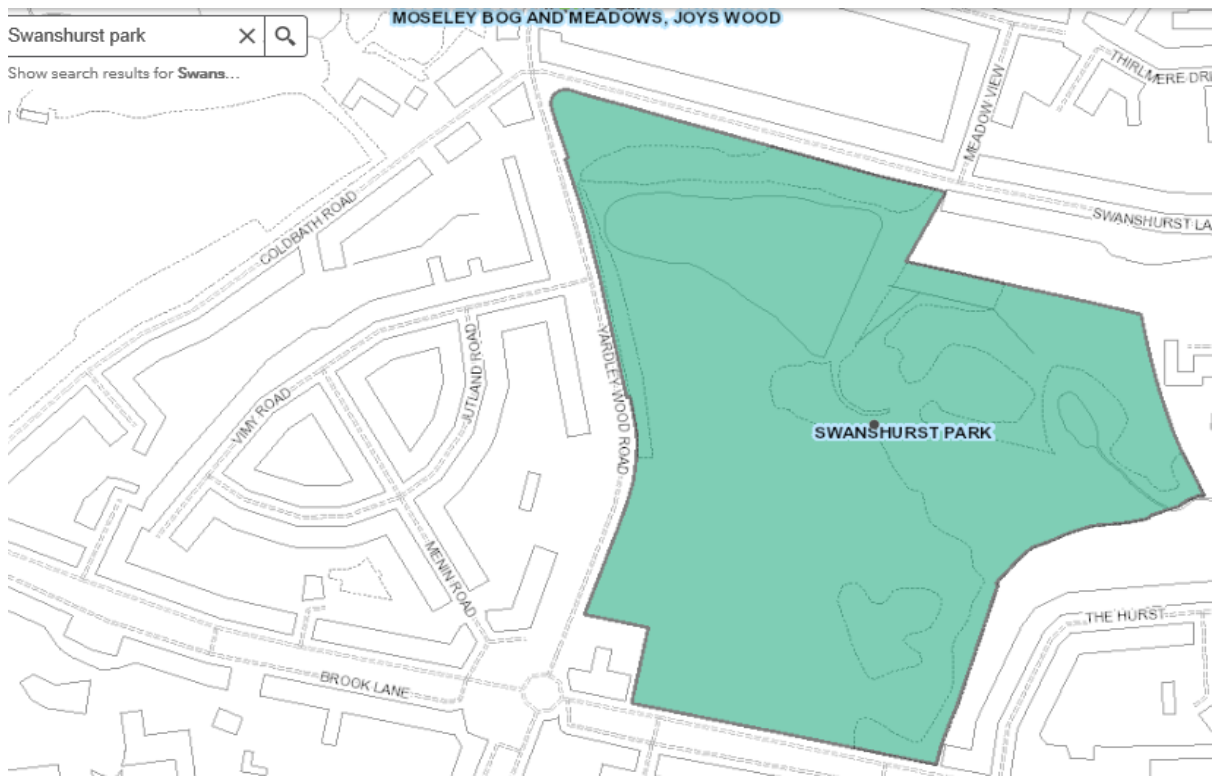 MOSELEY BOG AND MEADOWS, JOYS WOOD
Swanshurst park
Show search results for Swans...
THIRLMERE DRI
MEADOW VIEW
SWANSHURST LA
COLDBATH ROAD
YARDLEY WOOD ROAD
JUTLAND ROAD
VIMY ROAD
SWANSHURST PARK
MENIN ROAD
THE HURST
BROOK LANE